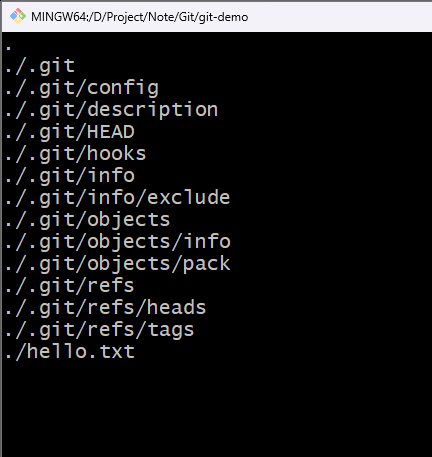 MINGW64:/D/Project/Note/Git/git-demo
.
./.git
./.git/config
./.git/description
./.git/HEAD
./.git/hooks
./.git/info
./.git/info/exclude
./.git/objects
./.git/objects/info
./.git/objects/pack
./.git/refs
./.git/refs/heads
./.git/refs/tags
./hello.txt